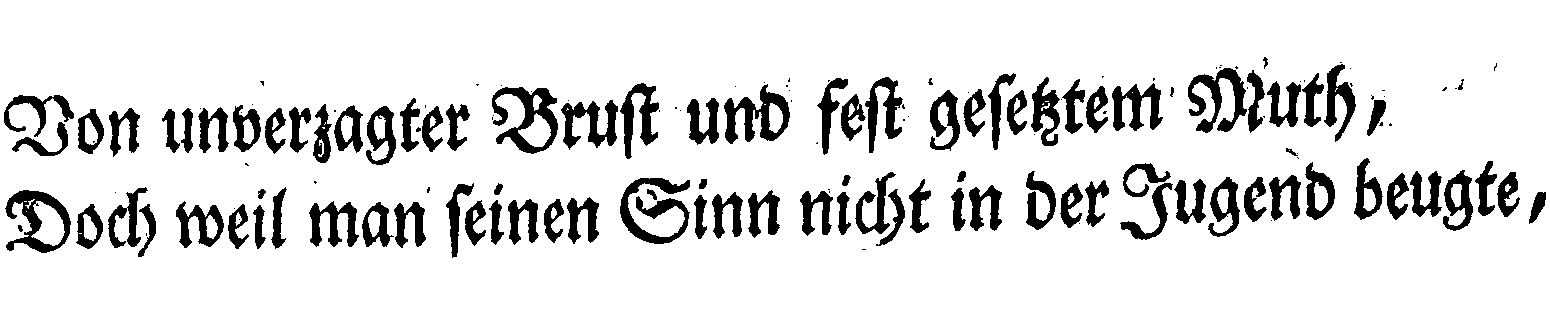 Von unverzagter Bruſt und feſt geſetztem Muth,
Doch weil man ſeinen Sinn nicht in der Jugend beugte,